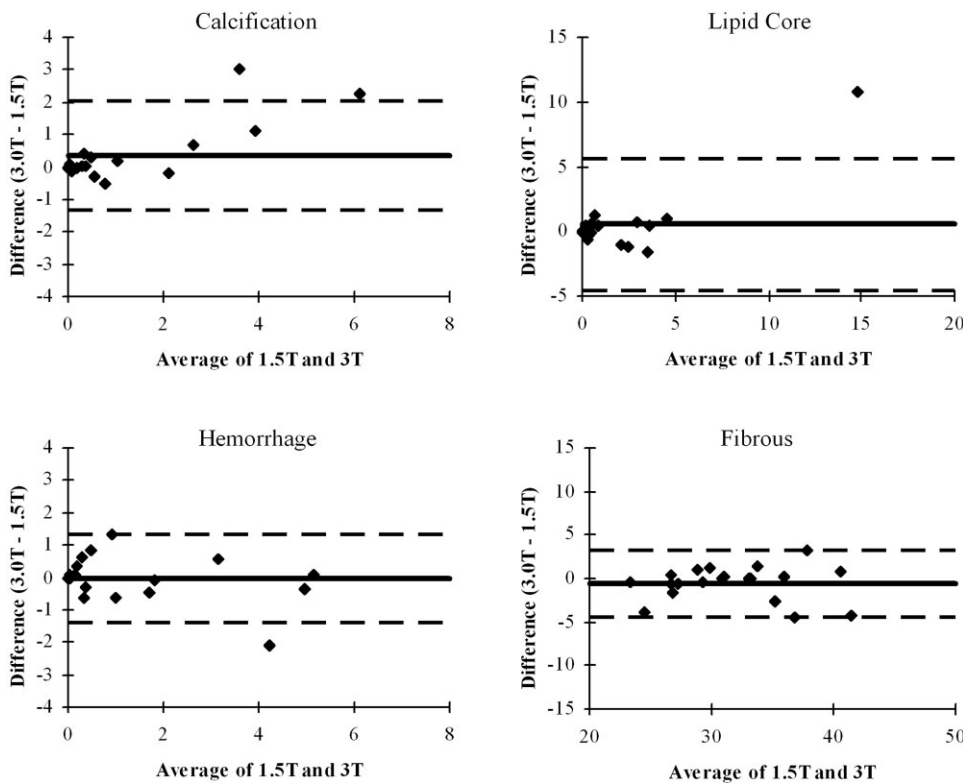 Calcification
Difference (3.0T - 1.5T)
4
3
2
1
0
-1
-2
-3
-4
0 2 4 6 8
Average of 1.5T and 3T
Lipid Core
Difference (3.0T - 1.5T)
15
10
5
0
-5
0 5 10 15 20
Average of 1.5T and 3T
Hemorrhage
Difference (3.0T - 1.5T)
4
3
2
1
0
-1
-2
-3
-4
0 2 4 6 8
Average of 1.5T and 3T
Fibrous
Difference (3.0T - 1.5T)
15
10
5
0
-5
-10
-15
20 30 40 50
Average of 1.5T and 3T